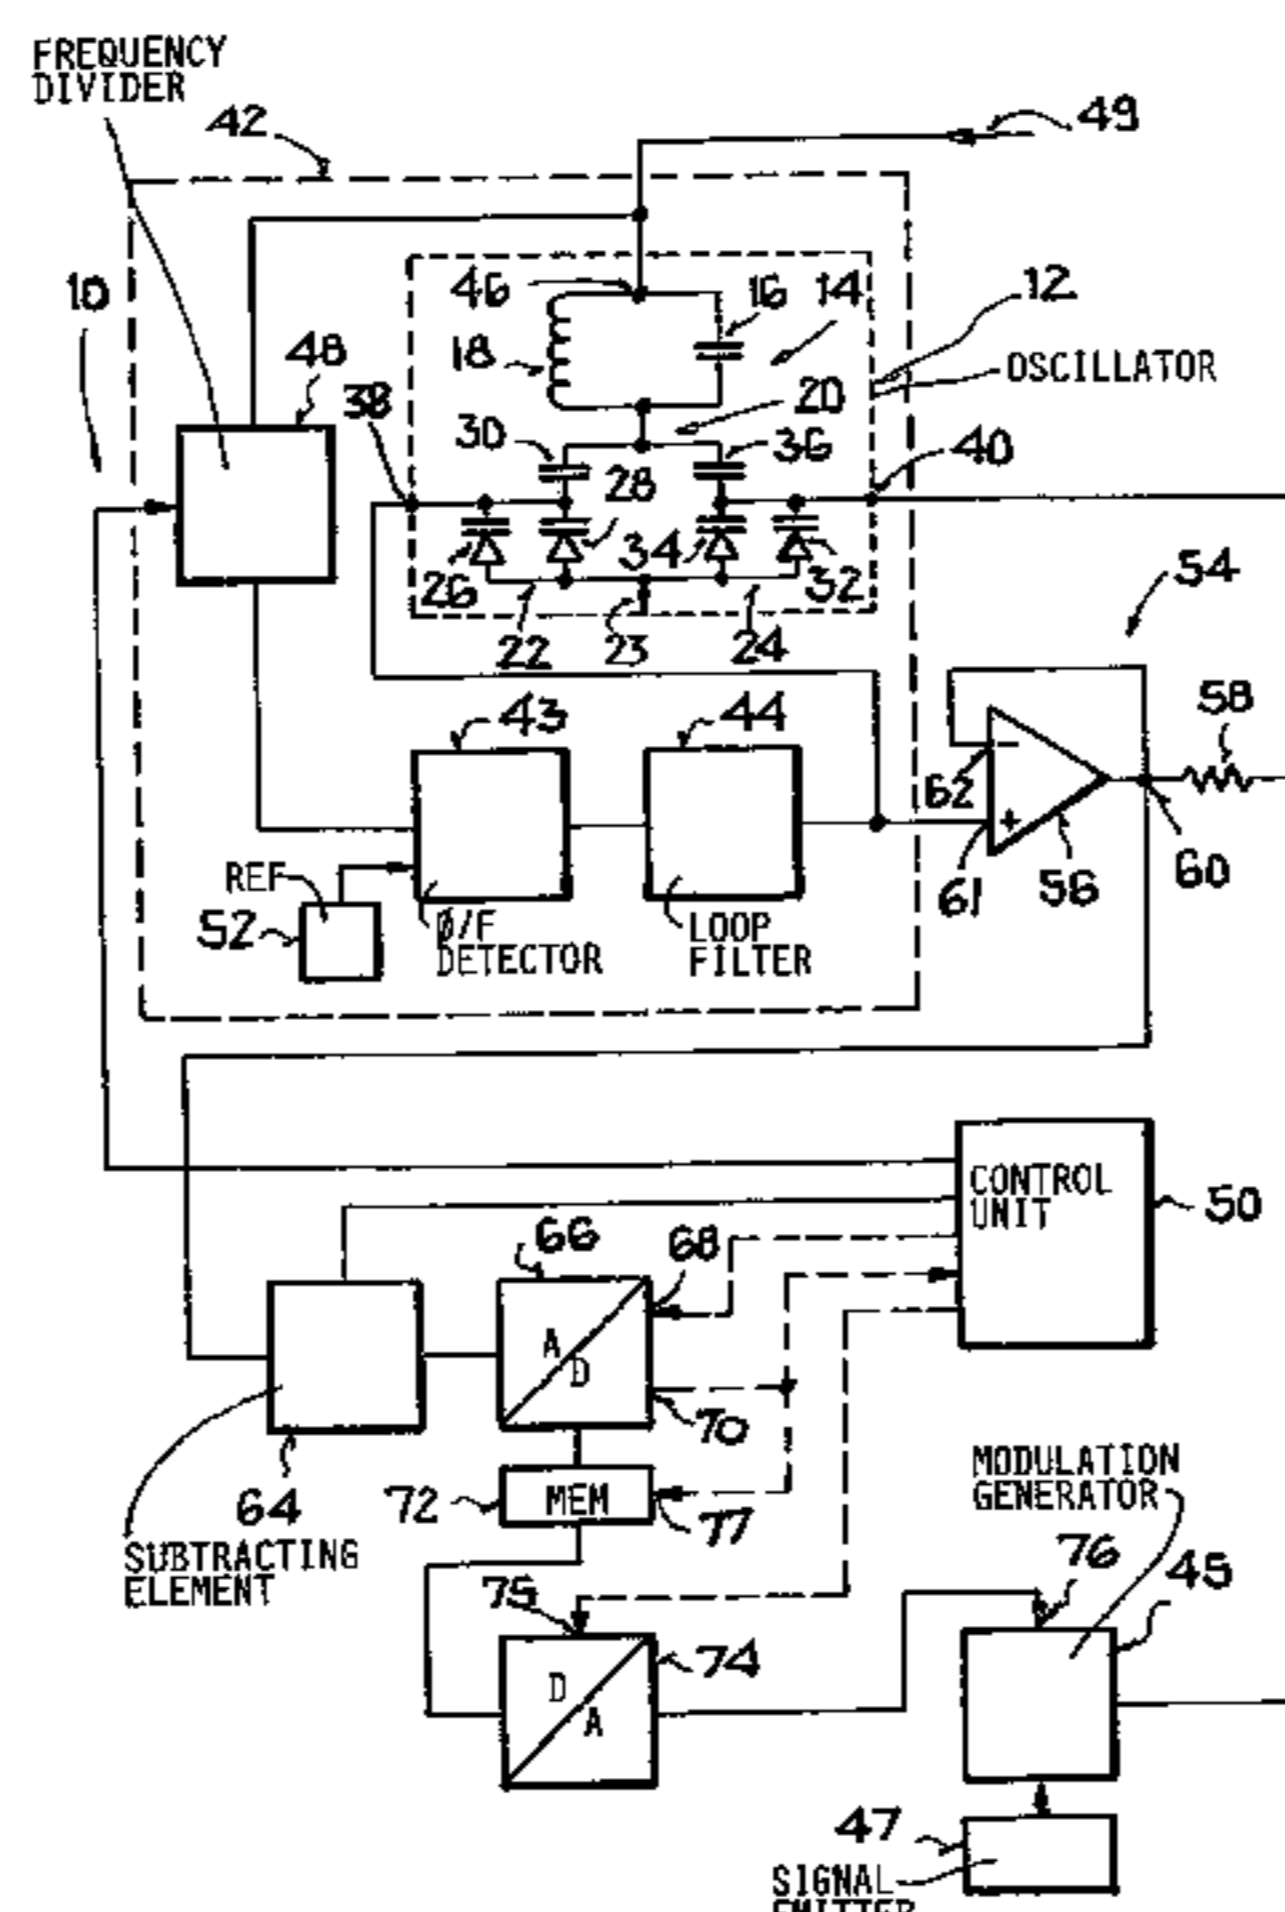 FREQUENCY
DIVIDER
42
49
10
46
16
14
12
18
OSCILLATOR
48
38
20
30
36
40
28
34
26
32
54
22
23
24
43
44
58
62
+
61
56
60
REF
52
Ø/F
DETECTOR
LOOP
FILTER
CONTROL
UNIT
50
66
68
A
D
70
64
72
MEM
77
SUBTRACTING
ELEMENT
MODULATION
GENERATOR
75
76
45
D
A
74
47
SIGNAL
EMITTER